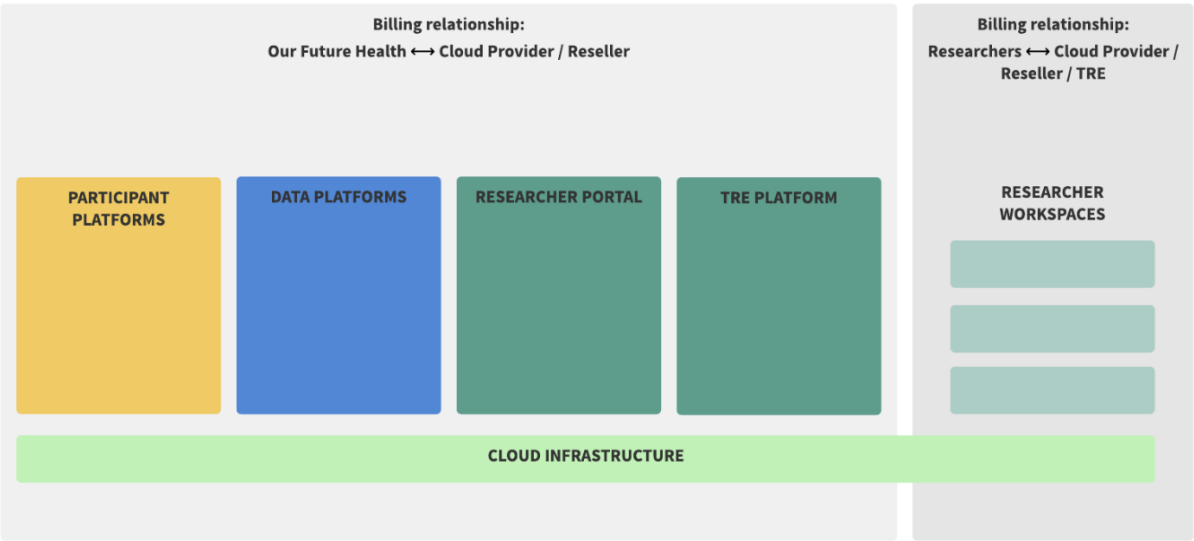 Billing relationship:
Our Future Health ⟷ Cloud Provider / Reseller
Billing relationship:
Researchers ⟷ Cloud Provider /
Reseller / TRE
PARTICIPANT
PLATFORMS
DATA PLATFORMS
RESEARCHER PORTAL
TRE PLATFORM
RESEARCHER
WORKSPACES
CLOUD INFRASTRUCTURE